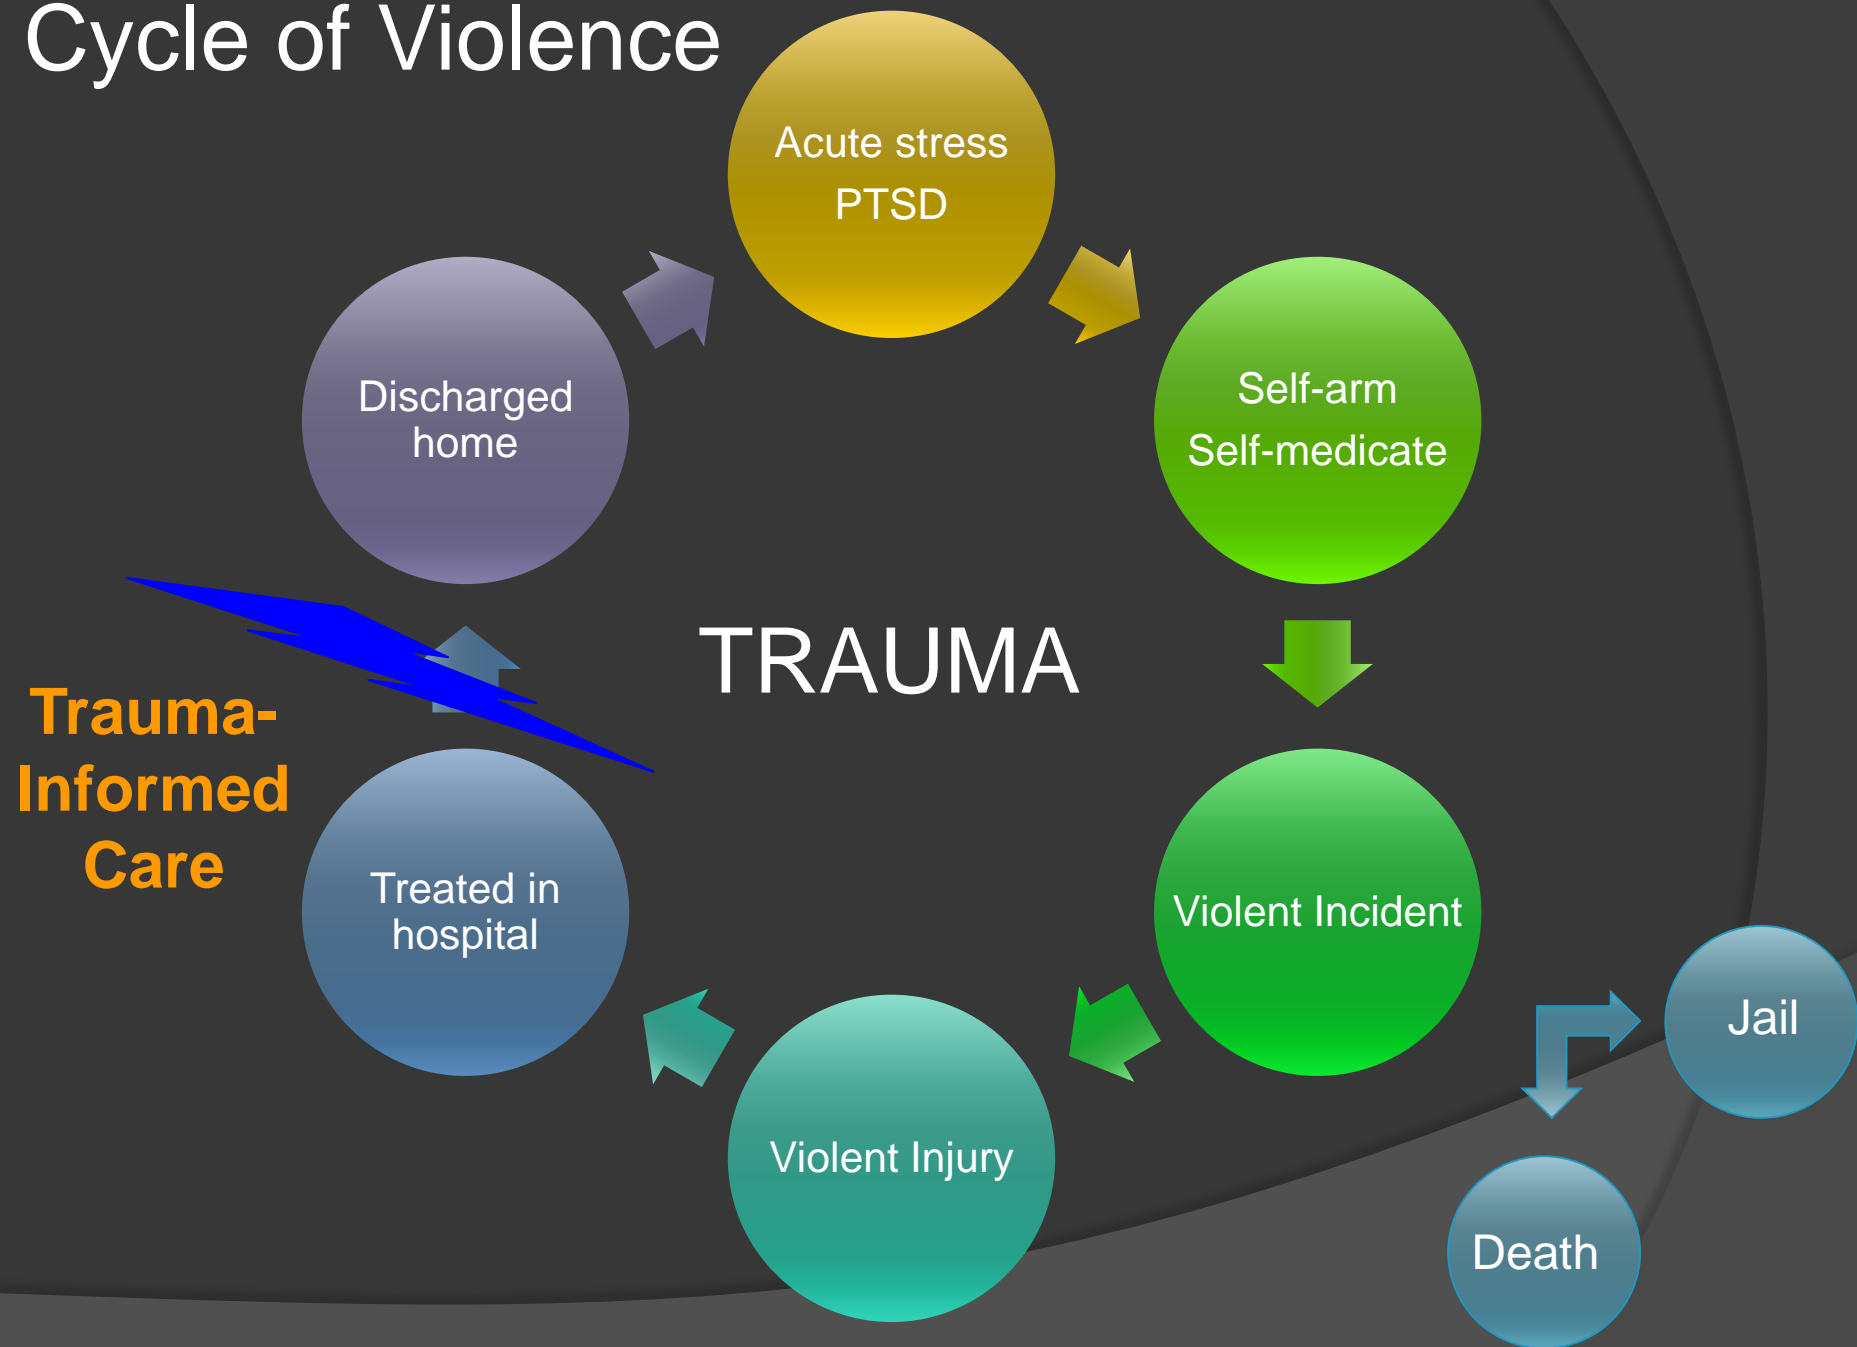 Cycle of Violence
Acute stress
PTSD
Self-arm
Self-medicate
Violent Incident
Jail
Death
Violent Injury
Treated in
hospital
Discharged
home
TRAUMA
Trauma-
Informed
Care